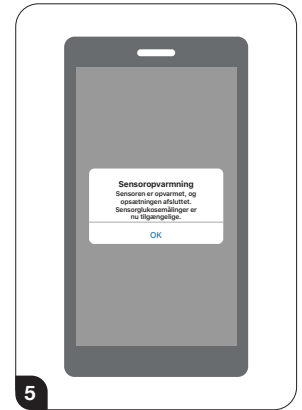 Sensoropvarmning
Sensoren er opvarmet, og
opsætningen afsluttet.
Sensorglukosemålinger er
nu tilgængelige.
OK
5